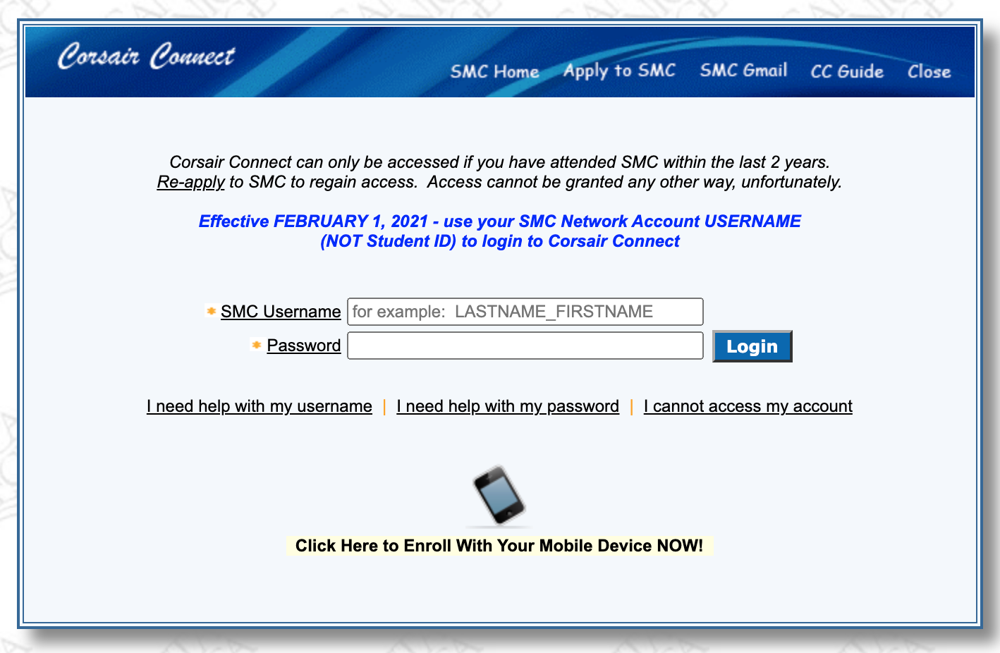 Corsair Connect
SMC Home Apply to SMC SMC Gmail CC Guide Close
Corsair Connect can only be accessed if you have attended SMC within the last 2 years.
Re-apply to SMC to regain access.  Access cannot be granted any other way, unfortunately.
Effective FEBRUARY 1, 2021 - use your SMC Network Account USERNAME
(NOT Student ID) to login to Corsair Connect
SMC Username for example:  LASTNAME_FIRSTNAME
Password Login
I need help with my username | I need help with my password | I cannot access my account
Click Here to Enroll With Your Mobile Device NOW!